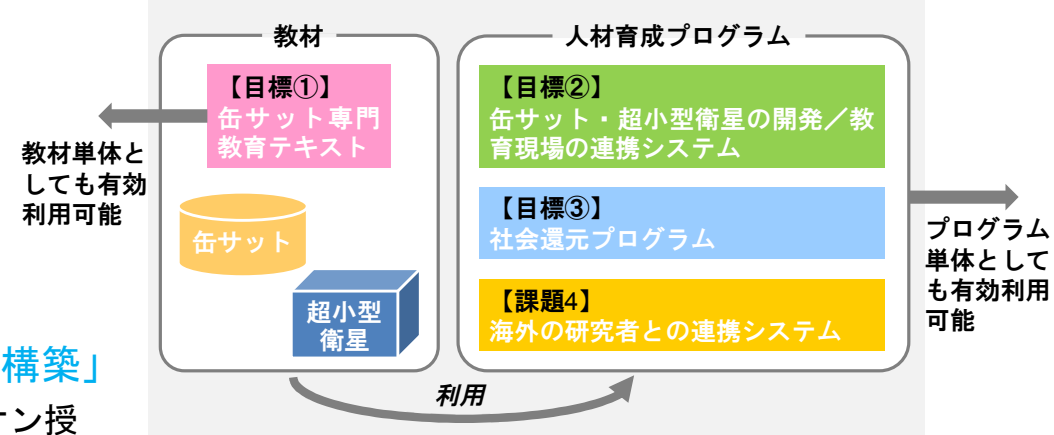 教材
【目標①】
缶サット専門
教育テキスト
缶サット
超小型
衛星
教材単体と
しても有効
利用可能
人材育成プログラム
【目標②】
缶サット・超小型衛星の開発／教
育現場の連携システム
【目標③】
社会還元プログラム
【課題4】
海外の研究者との連携システム
プログラム
単体として
も有効利用
可能
利用
構築」
オン授